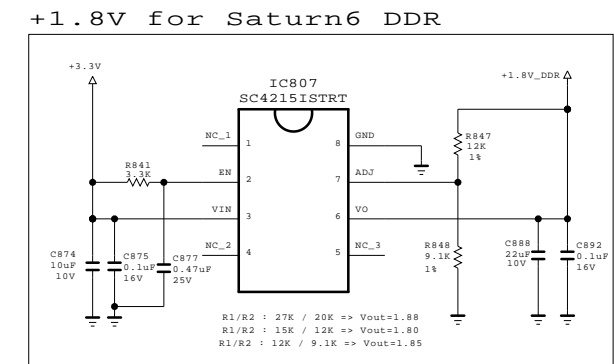 +1.8V for Saturn6 DDR
+3.3V
+1.8V_DDR
IC807
SC4215ISTRT
NC_1
1
8
GND
R847
12K
1%
R841
3.3K
EN
2
7
ADJ
VIN
3
6
VO
C874
10uF
10V
C875
0.1uF
16V
C877
0.47uF
25V
NC_2
4
5
NC_3
R848
9.1K
1%
C888
22uF
10V
C892
0.1uF
16V
R1/R2 : 27K / 20K => Vout=1.88
R1/R2 : 15K / 12K => Vout=1.80
R1/R2 : 12K / 9.1K => Vout=1.85